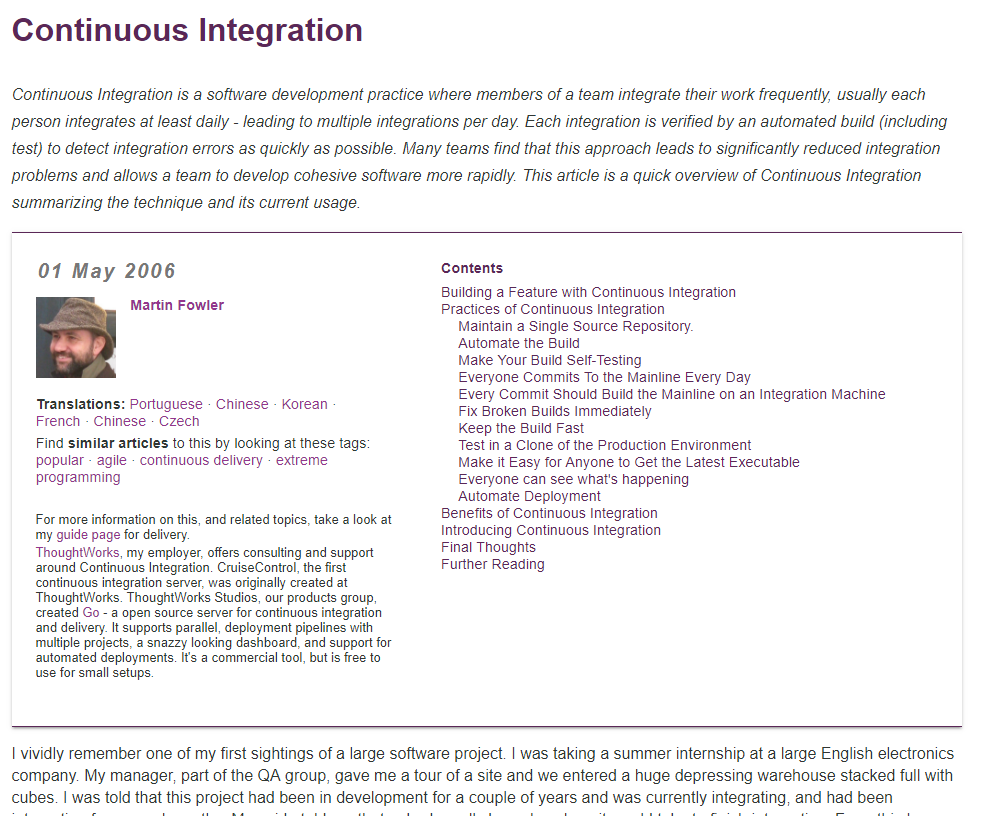 Continuous Integration
Continuous Integration is a software development practice where members of a team integrate their work frequently, usually each
person integrates at least daily - leading to multiple integrations per day. Each integration is verified by an automated build (including
test) to detect integration errors as quickly as possible. Many teams find that this approach leads to significantly reduced integration
problems and allows a team to develop cohesive software more rapidly. This article is a quick overview of Continuous Integration
summarizing the technique and its current usage.
01 May 2006
Martin Fowler
Translations: Portuguese · Chinese · Korean ·
French · Chinese · Czech
Find similar articles to this by looking at these tags:
popular · agile · continuous delivery · extreme
programming
For more information on this, and related topics, take a look at
my guide page for delivery.
ThoughtWorks, my employer, offers consulting and support
around Continuous Integration. CruiseControl, the first
continuous integration server, was originally created at
ThoughtWorks. ThoughtWorks Studios, our products group,
created Go - a open source server for continuous integration
and delivery. It supports parallel, deployment pipelines with
multiple projects, a snazzy looking dashboard, and support for
automated deployments. It's a commercial tool, but is free to
use for small setups.
Contents
Building a Feature with Continuous Integration
Practices of Continuous Integration
Maintain a Single Source Repository.
Automate the Build
Make Your Build Self-Testing
Everyone Commits To the Mainline Every Day
Every Commit Should Build the Mainline on an Integration Machine
Fix Broken Builds Immediately
Keep the Build Fast
Test in a Clone of the Production Environment
Make it Easy for Anyone to Get the Latest Executable
Everyone can see what's happening
Automate Deployment
Benefits of Continuous Integration
Introducing Continuous Integration
Final Thoughts
Further Reading
I vividly remember one of my first sightings of a large software project. I was taking a summer internship at a large English electronics
company. My manager, part of the QA group, gave me a tour of a site and we entered a huge depressing warehouse stacked full with
cubes. I was told that this project had been in development for a couple of years and was currently integrating, and had been